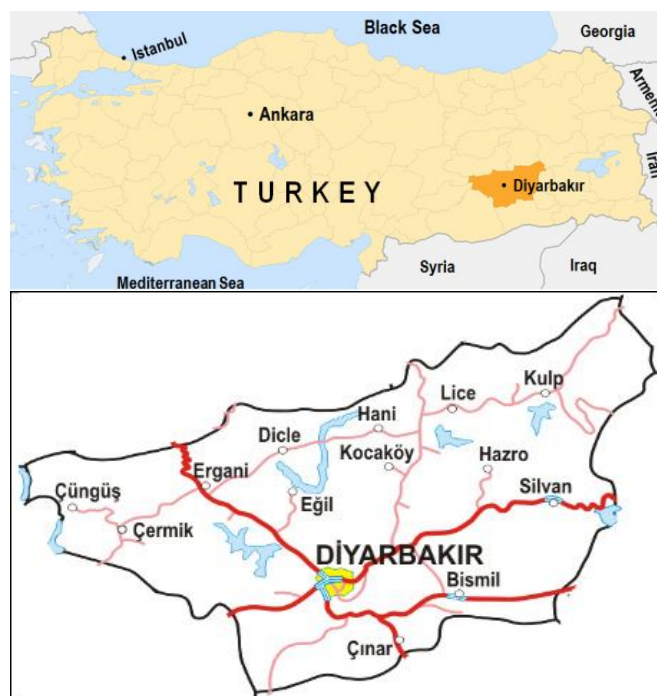 Black Sea
Georgia
Istanbul
Armenia
Ankara
Iran
TURKEY
Diyarbakır
Syria
Iraq
Mediterranean Sea
Kulp
Lice
Hani
Dicle
Kocaköy
Hazro
Ergani
Silvan
Çüngüş
Eğil
Çermik
DİYARBAKIR
Bismil
Çınar